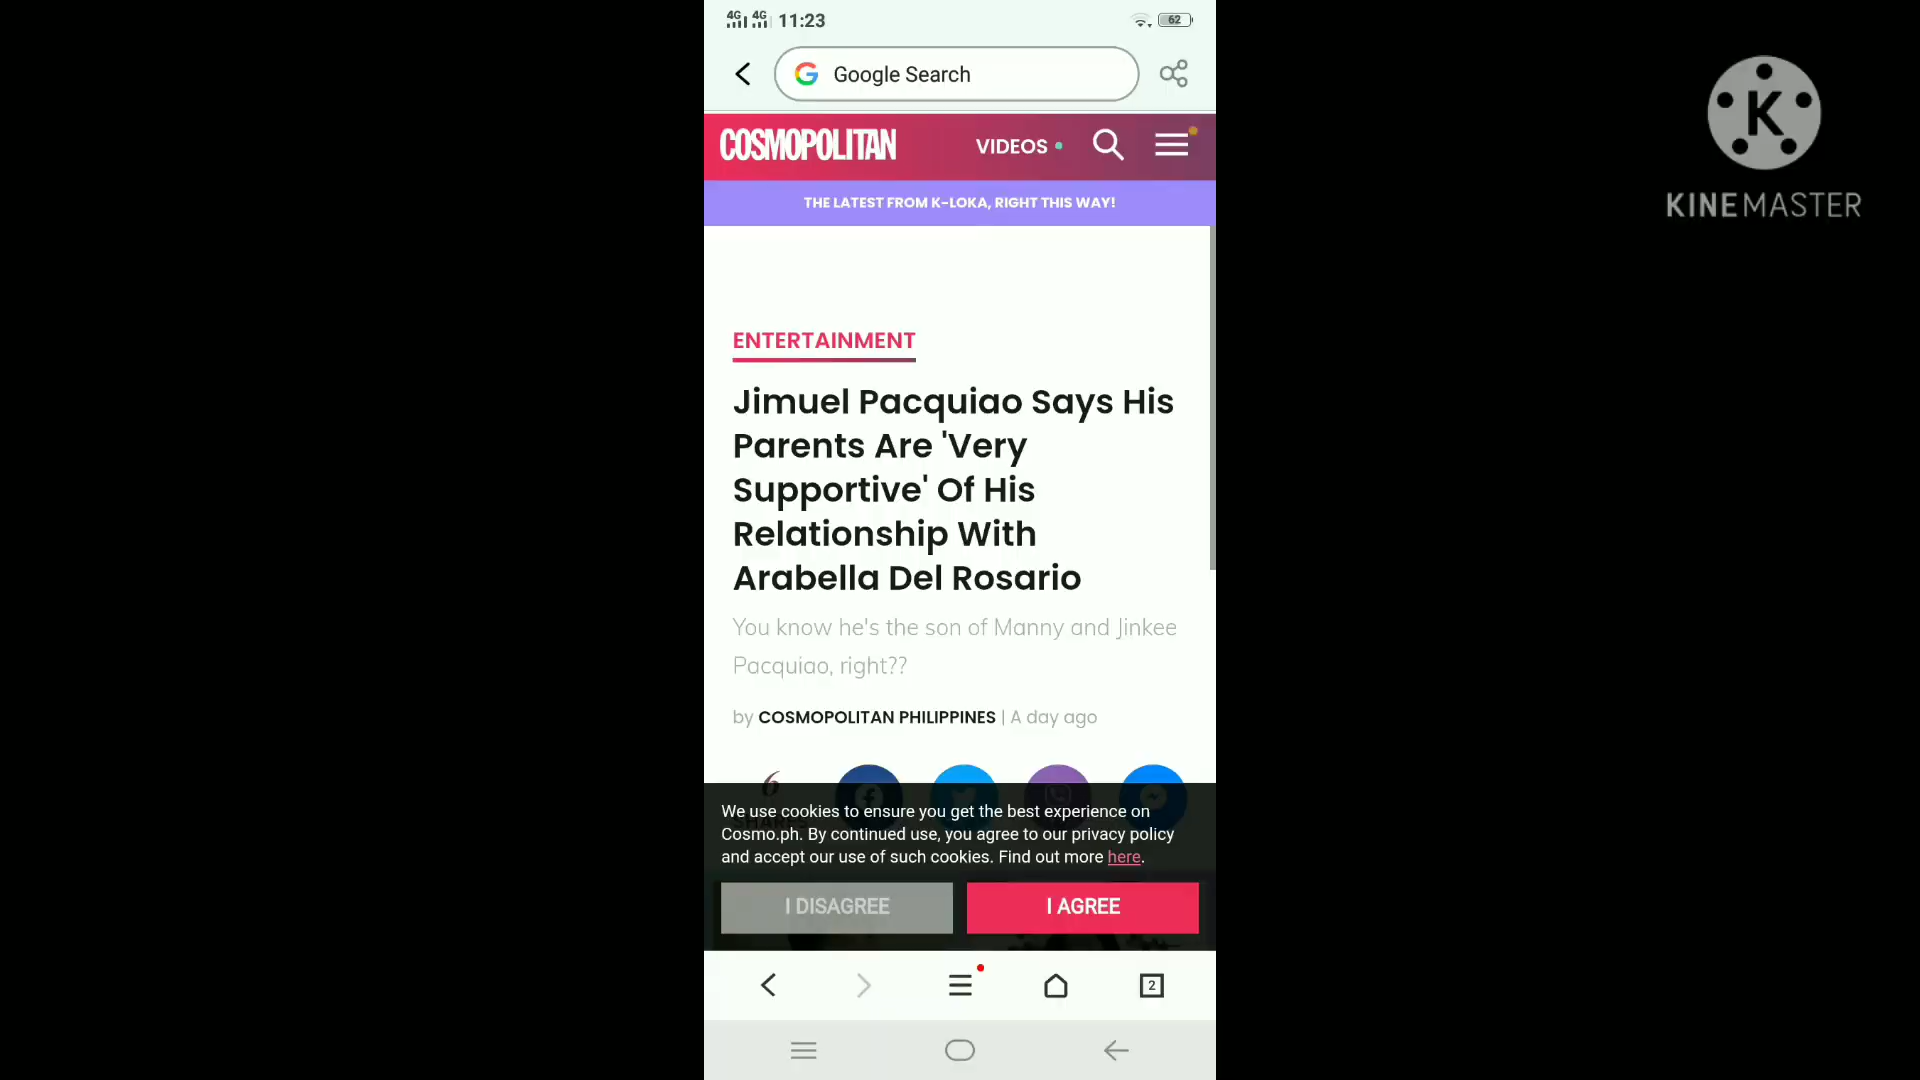 4G 4G 11:23 62
Google Search
COSMOPOLITAN VIDEOS
THE LATEST FROM K-LOKA, RIGHT THIS WAY!
ENTERTAINMENT
Jimuel Pacquiao Says His
Parents Are 'Very
Supportive' Of His
Relationship With
Arabella Del Rosario
You know he's the son of Manny and Jinkee
Pacquiao, right??
by COSMOPOLITAN PHILIPPINES | A day ago
6
SHARES
We use cookies to ensure you get the best experience on
Cosmo.ph. By continued use, you agree to our privacy policy
and accept our use of such cookies. Find out more here.
I DISAGREE I AGREE
2
K
KINEMASTER